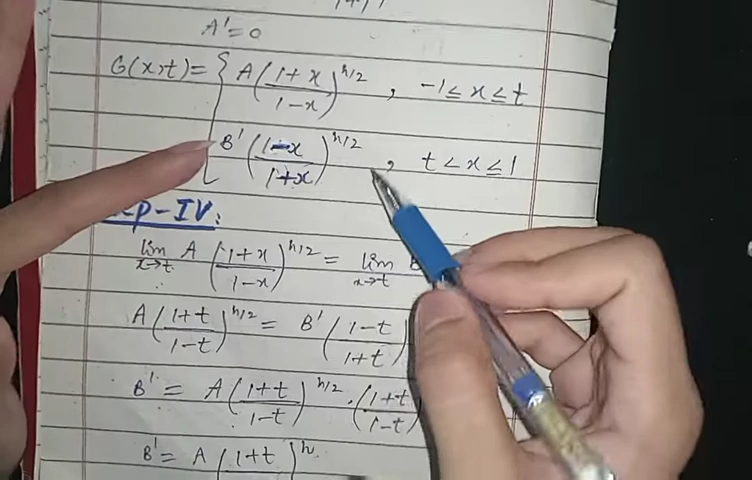 A' = 0
G(x,t) = { A ((1+x)/(1-x))^{h/2} , -1 ≤ x ≤ t
B' ((1-x)/(1+x))^{h/2} , t < x ≤ 1
p-IV:
lim x→t A ((1+x)/(1-x))^{h/2} = lim x→t
A ((1+t)/(1-t))^{h/2} = B' ((1-t)/(1+t))
B' = A ((1+t)/(1-t))^{h/2} . ((1+t)/(1-t))
B' = A (1+t)^{h}